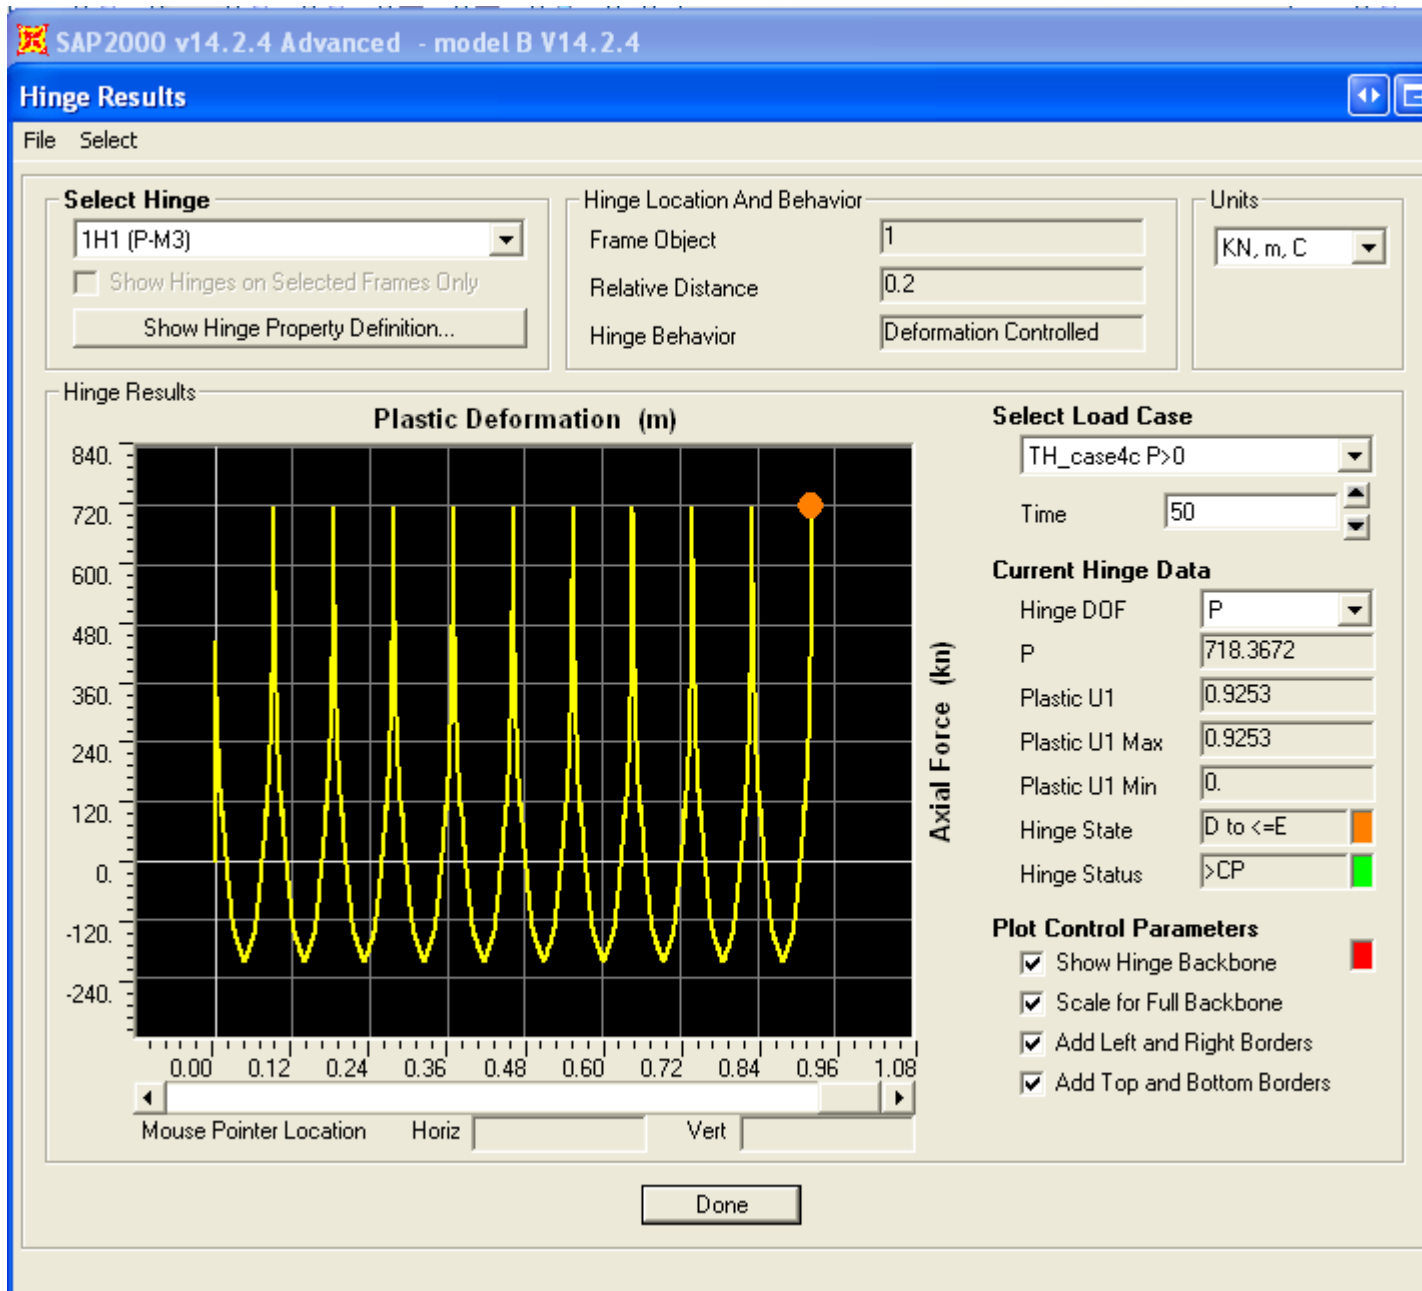 SAP2000 v14.2.4 Advanced - model B V14.2.4
Hinge Results
File Select
Select Hinge
1H1 (P-M3)
Show Hinges on Selected Frames Only
Show Hinge Property Definition...
Hinge Location And Behavior
Frame Object 1
Relative Distance 0.2
Hinge Behavior Deformation Controlled
Units
KN, m, C
Hinge Results
Plastic Deformation (m)
840.
720.
600.
480.
360.
240.
120.
0.
-120.
-240.
0.00 0.12 0.24 0.36 0.48 0.60 0.72 0.84 0.96 1.08
Axial Force (kn)
Mouse Pointer Location Horiz Vert
Select Load Case
TH_case4c P>0
Time 50
Current Hinge Data
Hinge DOF P
P 718.3672
Plastic U1 0.9253
Plastic U1 Max 0.9253
Plastic U1 Min 0.
Hinge State D to <=E
Hinge Status >CP
Plot Control Parameters
Show Hinge Backbone
Scale for Full Backbone
Add Left and Right Borders
Add Top and Bottom Borders
Done